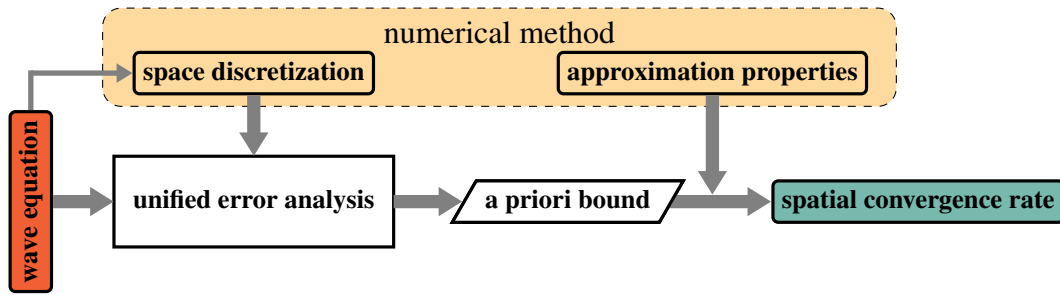 numerical method
space discretization
approximation properties
wave equation
unified error analysis
a priori bound
spatial convergence rate